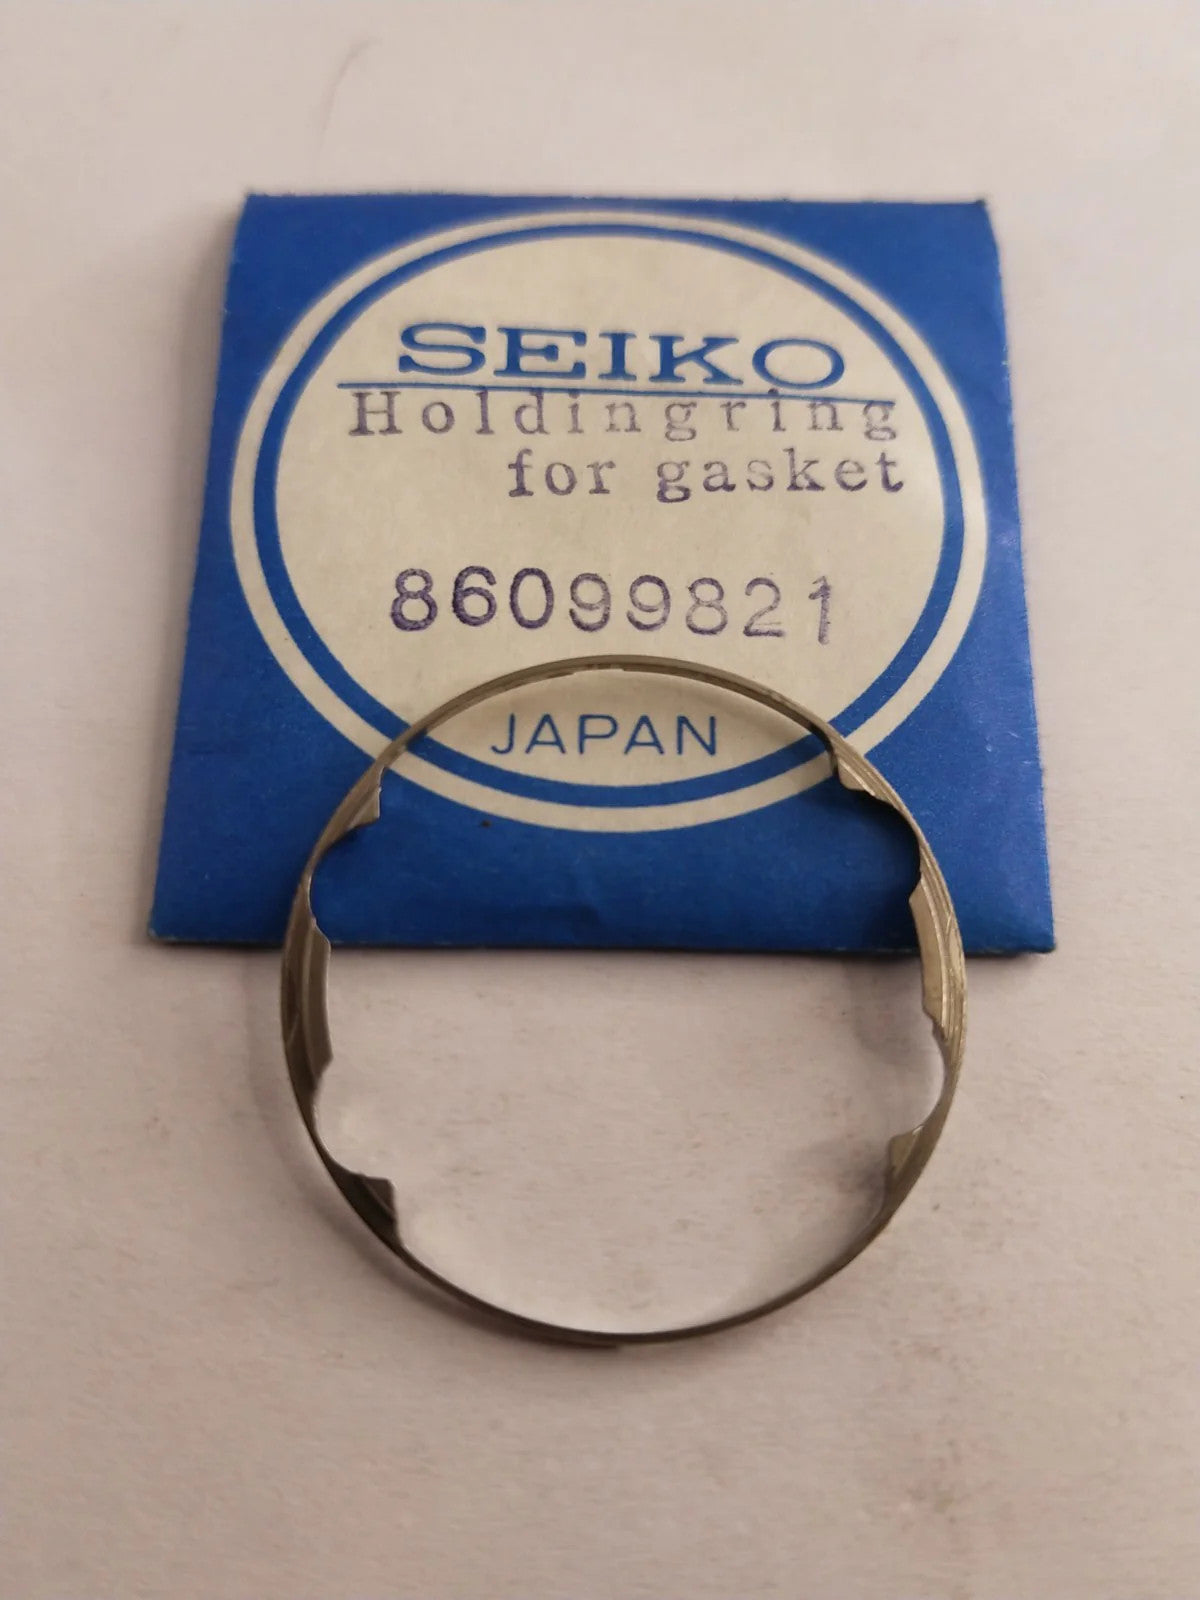 SEIKO
Holdingring
for gasket
86099821
JAPAN